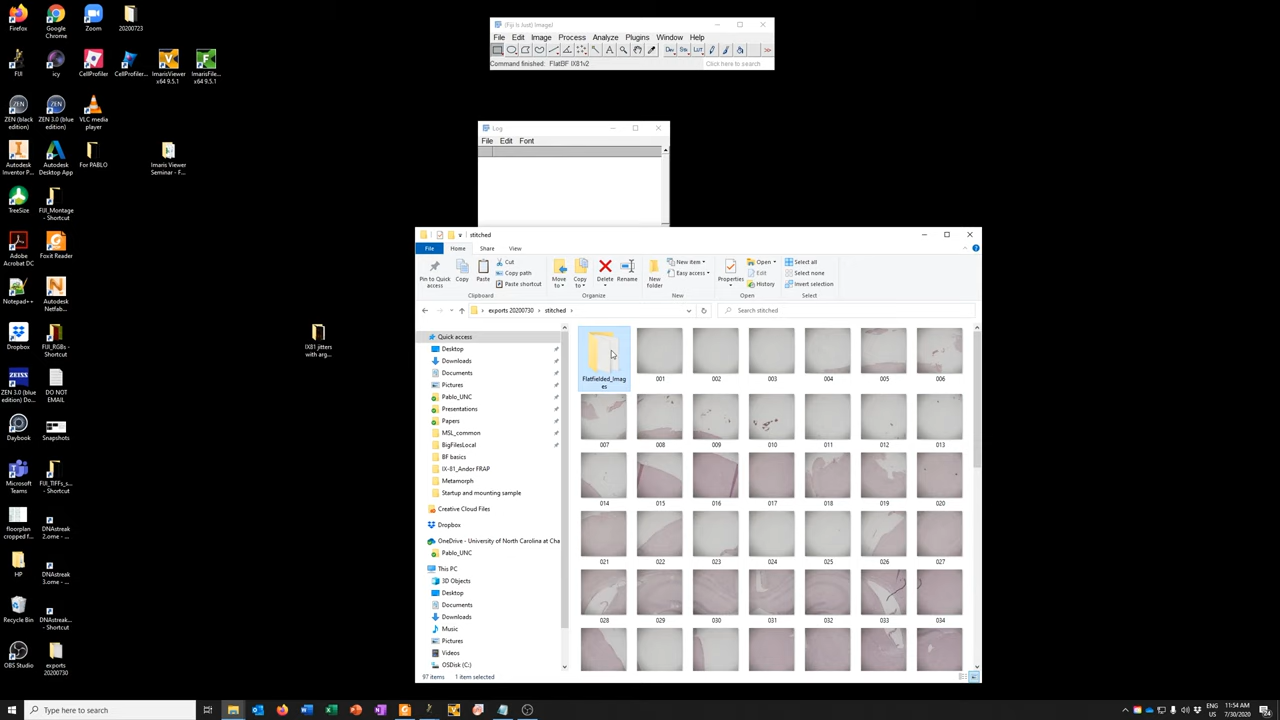 Firefox
Google Chrome
Zoom
20200723
FIJI
icy
CellProfiler
CellProfiler...
ImarisViewer x64 9.5.1
ImarisFile... x64 9.5.1
ZEN (black edition)
ZEN 3.0 (blue edition)
VLC media player
Autodesk Inventor P...
Autodesk Desktop App
For PABLO
Imaris Viewer Seminar - F...
TreeSize
FIJI_Montage - Shortcut
Adobe Acrobat DC
Foxit Reader
Notepad++
Autodesk Netfab...
Dropbox
FIJI_RGBs - Shortcut
IX81 jitters with arg...
ZEN 3.0 (blue edition) Do...
DO NOT EMAIL
Daybook
Snapshots
Microsoft Teams
FIJI_TIFFs_s... - Shortcut
floorplan cropped f...
DNAstreak 2.ome - ...
HP
DNAstreak 3.ome - ...
Recycle Bin
DNAstreak... - Shortcut
OBS Studio
exports 20200730
(Fiji Is Just) ImageJ
File Edit Image Process Analyze Plugins Window Help
Dev Stk LUT
Command finished: FlatBF IX81v2
Click here to search
Log
File Edit Font
stitched
File Home Share View
Pin to Quick access
Copy
Paste
Cut
Copy path
Paste shortcut
Clipboard
Move to
Copy to
Delete
Rename
Organize
New folder
New item
Easy access
New
Properties
Open
Edit
History
Open
Select all
Select none
Invert selection
Select
exports 20200730 stitched
Search stitched
Quick access
Desktop
Downloads
Documents
Pictures
Pablo_UNC
Presentations
Papers
MSL_common
BigFilesLocal
BF basics
IX-81_Andor FRAP
Metamorph
Startup and mounting sample
Creative Cloud Files
Dropbox
OneDrive - University of North Carolina at Cha
Pablo_UNC
This PC
3D Objects
Desktop
Documents
Downloads
Music
Pictures
Videos
OSDisk (C:)
Flatfielded_Images
001 002 003 004 005 006
007 008 009 010 011 012 013
014 015 016 017 018 019 020
021 022 023 024 025 026 027
028 029 030 031 032 033 034
97 items 1 item selected
Type here to search
ENG
US
11:54 AM
7/30/2020
24